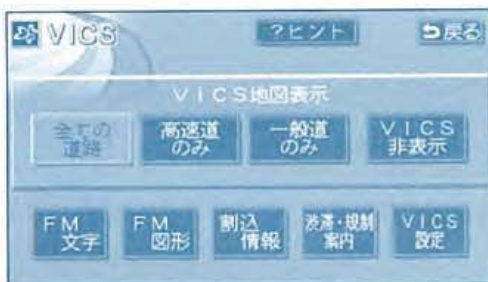 VICS ?ヒント 戻る
VICS地図表示
全ての 高速道 一般道 VICS
道路 のみ のみ 非表示
FM FM 割込 渋滞・規制 VICS
文字 図形 情報 案内 設定